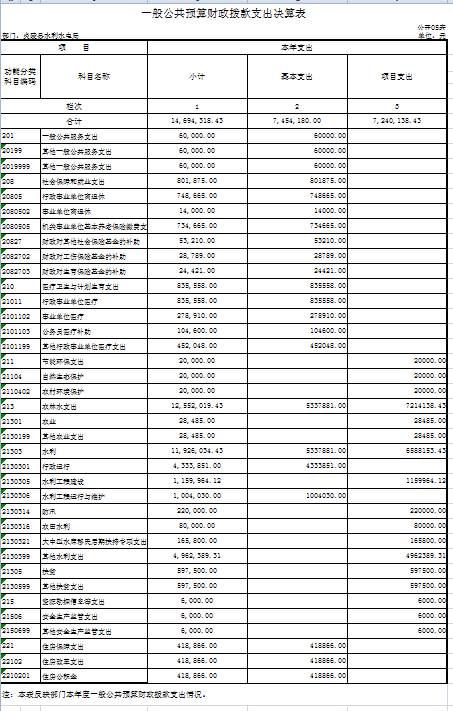 一般公共预算财政拨款支出决算表
公开05表
部门：炎陵县水利水电局 单位：元
项 目 本年支出
功能分类科目编码 科目名称 小计 基本支出 项目支出
栏次 1 2 3
合计 14,694,318.43 7,454,180.00 7,240,138.43
201 一般公共服务支出 60,000.00 60000.00
20199 其他一般公共服务支出 60,000.00 60000.00
2019999 其他一般公共服务支出 60,000.00 60000.00
208 社会保障和就业支出 801,875.00 801875.00
20805 行政事业单位离退休 748,665.00 748665.00
2080502 事业单位离退休 14,000.00 14000.00
2080505 机关事业单位基本养老保险缴费支 734,665.00 734665.00
20827 财政对其他社会保险基金的补助 53,210.00 53210.00
2082702 财政对工伤保险基金的补助 28,789.00 28789.00
2082703 财政对生育保险基金的补助 24,421.00 24421.00
210 医疗卫生与计划生育支出 835,558.00 835558.00
21011 行政事业单位医疗 835,558.00 835558.00
2101102 事业单位医疗 278,910.00 278910.00
2101103 公务员医疗补助 104,600.00 104600.00
2101199 其他行政事业单位医疗支出 452,048.00 452048.00
211 节能环保支出 20,000.00 20000.00
21104 自然生态保护 20,000.00 20000.00
2110402 农村环境保护 20,000.00 20000.00
213 农林水支出 12,552,019.43 5337881.00 7214138.43
21301 农业 28,485.00 28485.00
2130199 其他农业支出 28,485.00 28485.00
21303 水利 11,926,034.43 5337881.00 6588153.43
2130301 行政运行 4,333,851.00 4333851.00
2130305 水利工程建设 1,159,964.12 1159964.12
2130306 水利工程运行与维护 1,004,030.00 1004030.00
2130314 防汛 220,000.00 220000.00
2130316 农田水利 80,000.00 80000.00
2130321 大中型水库移民后期扶持专项支出 165,800.00 165800.00
2130399 其他水利支出 4,962,389.31 4962389.31
21305 扶贫 597,500.00 597500.00
2130599 其他扶贫支出 597,500.00 597500.00
215 资源勘探信息等支出 6,000.00 6000.00
21506 安全生产监管支出 6,000.00 6000.00
2150699 其他安全生产监管支出 6,000.00 6000.00
221 住房保障支出 418,866.00 418866.00
22102 住房改革支出 418,866.00 418866.00
2210201 住房公积金 418,866.00 418866.00
注：本表反映部门本年度一般公共预算财政拨款支出情况。